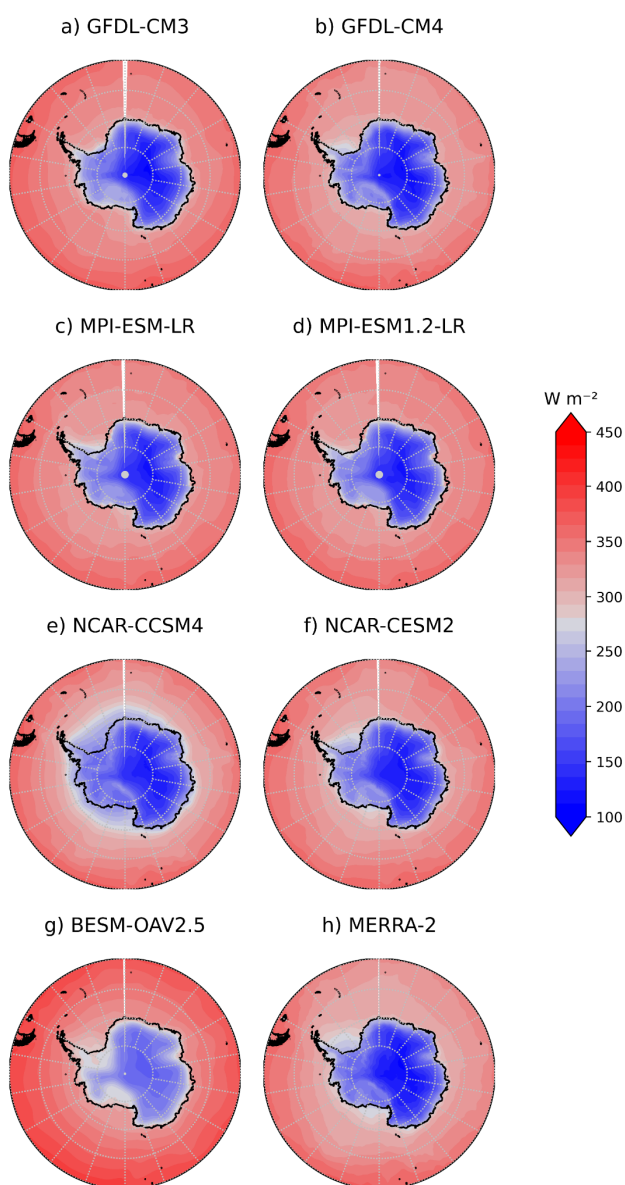 a) GFDL-CM3
b) GFDL-CM4
c) MPI-ESM-LR
d) MPI-ESM1.2-LR
W m⁻²
450
400
350
300
250
200
150
100
e) NCAR-CCSM4
f) NCAR-CESM2
g) BESM-OAV2.5
h) MERRA-2